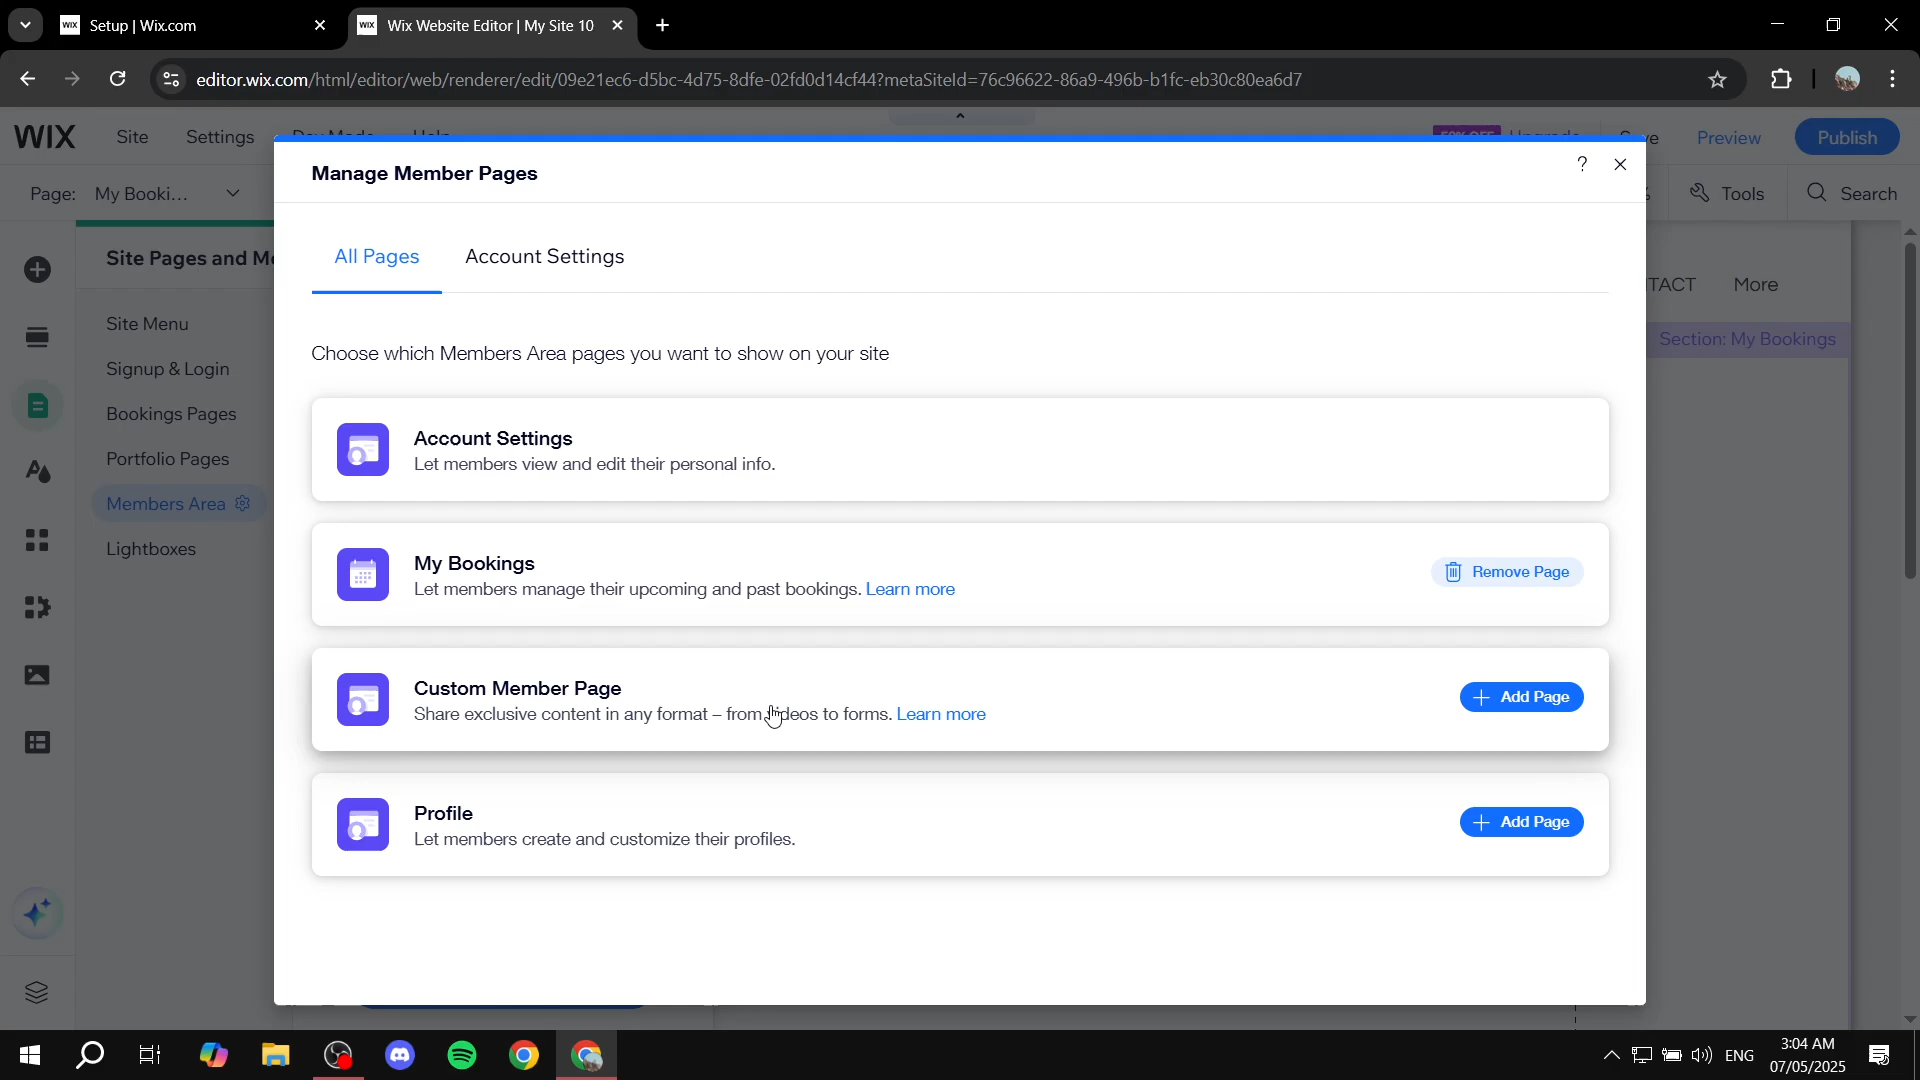 Setup | Wix.com
Wix Website Editor | My Site 10
editor.wix.com/html/editor/web/renderer/edit/09e21ec6-d5bc-4d75-8dfe-02fd0d14cf44?metaSiteId=76c96622-86a9-496b-b1fc-eb30c80ea6d7
WIX Site Settings Dev Mode Help 50% OFF Upgrade Save Preview Publish
Page: My Booki... Tools Search
Manage Member Pages ?
Site Pages and Me
All Pages Account Settings
Site Menu
Signup & Login
Bookings Pages
Portfolio Pages
Members Area
Lightboxes
TACT More
Section: My Bookings
Choose which Members Area pages you want to show on your site
Account Settings
Let members view and edit their personal info.
My Bookings
Let members manage their upcoming and past bookings. Learn more
Remove Page
Custom Member Page
Share exclusive content in any format – from videos to forms. Learn more
Add Page
Profile
Let members create and customize their profiles.
Add Page
ENG
3:04 AM
07/05/2025